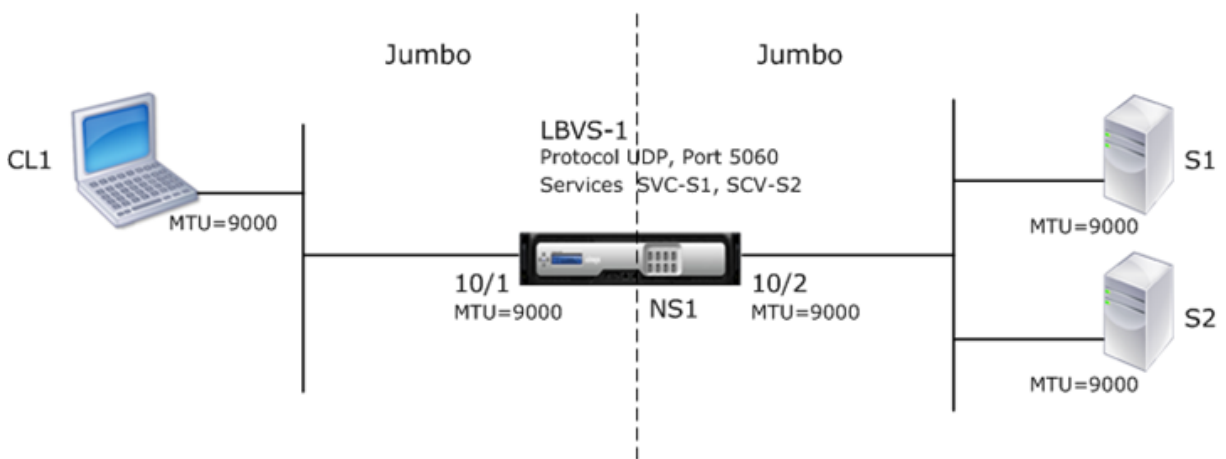 Jumbo
Jumbo
CL1
MTU=9000
LBVS-1
Protocol UDP, Port 5060
Services SVC-S1, SCV-S2
10/1
MTU=9000
NS1
10/2
MTU=9000
S1
MTU=9000
S2
MTU=9000